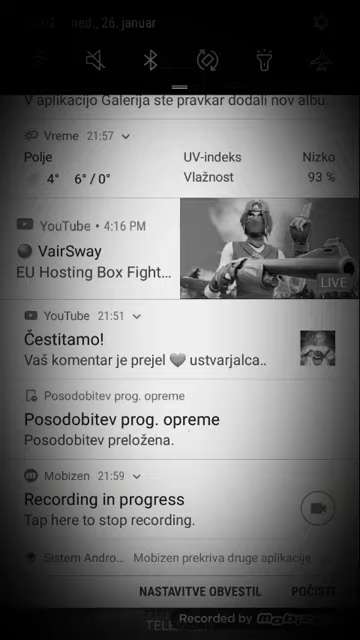 ned., 26. januar
V aplikacijo Galerija ste pravkar dodali nov albu.
Vreme 21:57
Polje
UV-indeks Nizko
4° 6° / 0°
Vlažnost 93 %
YouTube • 4:16 PM
VairSway
EU Hosting Box Fight...
LIVE
YouTube 21:51
Čestitamo!
Vaš komentar je prejel 🩶 ustvarjalca..
Posodobitev prog. opreme
Posodobitev prog. opreme
Posodobitev preložena.
Mobizen 21:59
Recording in progress
Tap here to stop recording.
Sistem Andro... Mobizen prekriva druge aplikacije
NASTAVITVE OBVESTIL POČISTI
Recorded by Mobizen